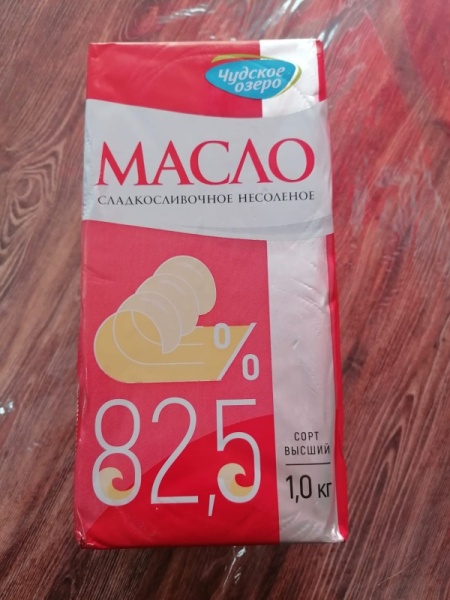 Чудское
озеро
МАСЛО
СЛАДКОСЛИВОЧНОЕ НЕСОЛЕНОЕ
%
82,5
СОРТ
ВЫСШИЙ
1,0 кг